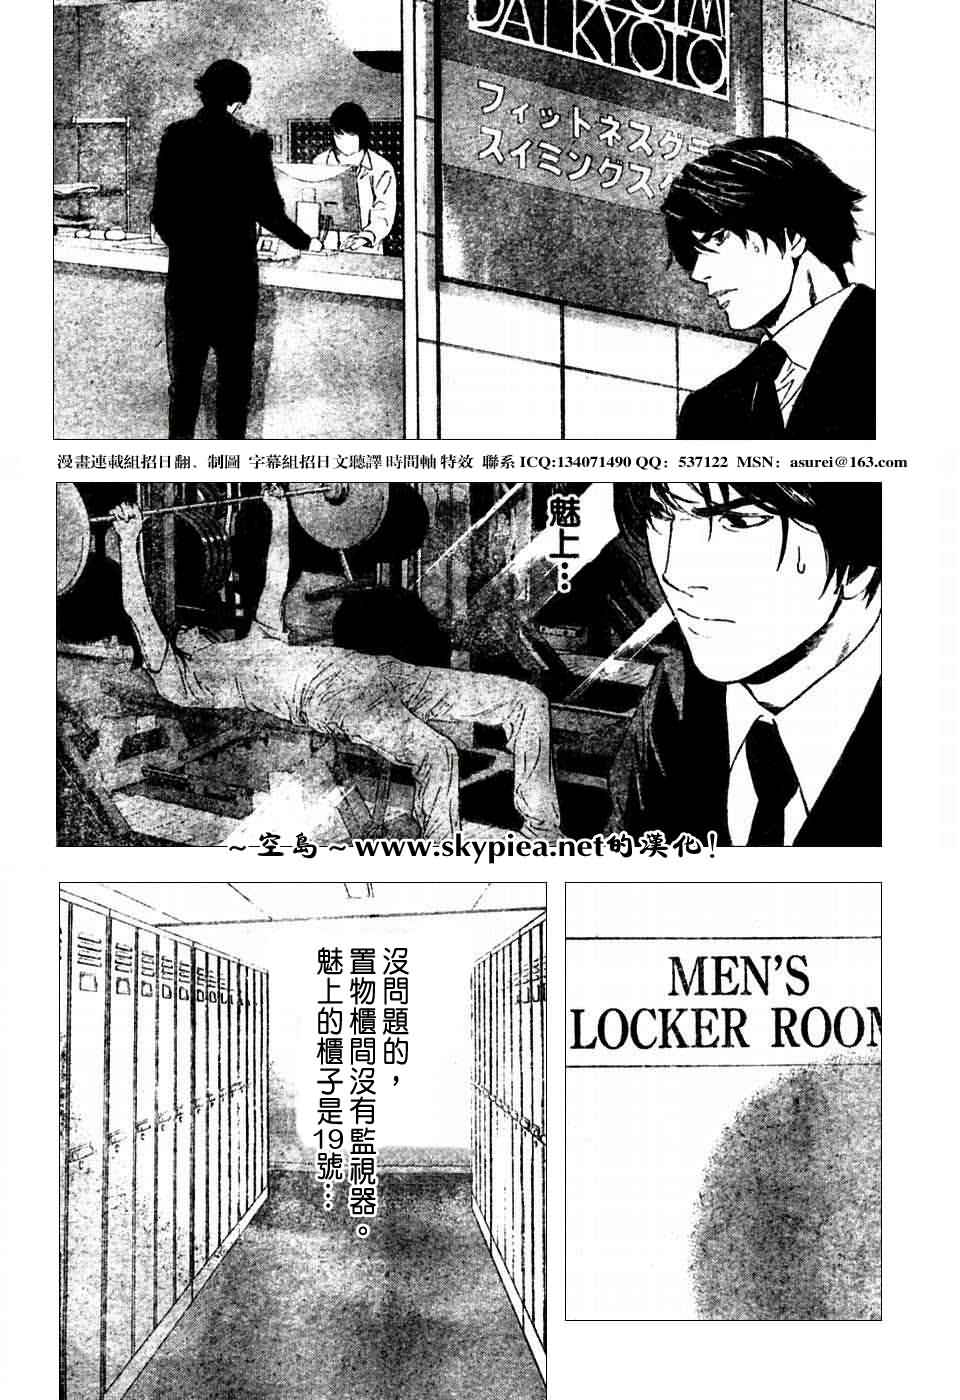 DAI KYOTO
フィットネスク
スイミングス
漫畫連載組招日翻、制圖 字幕組招日文聽譯 時間軸 特效 聯系 ICQ:134071490 QQ：537122 MSN：asurei@163.com
魅上…
~空島~www.skypiea.net的漢化!
MEN'S
LOCKER ROOM
沒問題的，
置物櫃間沒有監視器。
魅上的櫃子是19號…